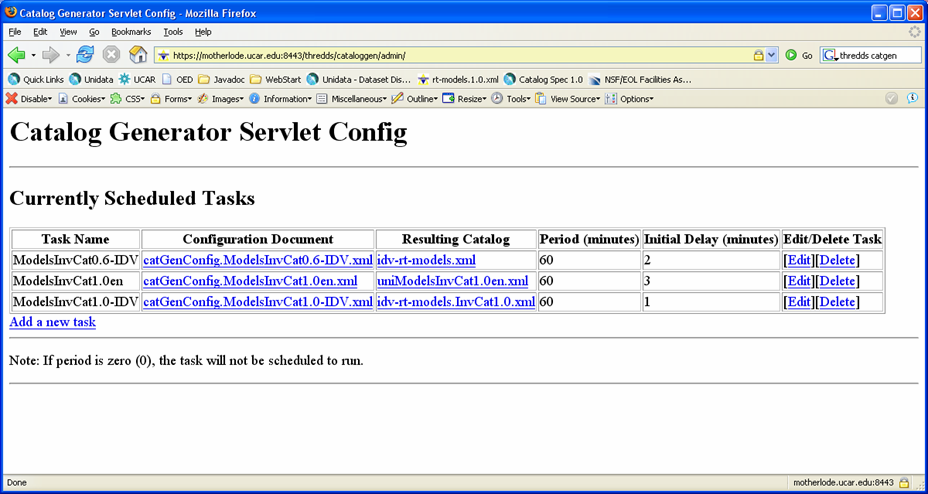 Catalog Generator Servlet Config - Mozilla Firefox
File Edit View Go Bookmarks Tools Help
https://motherlode.ucar.edu:8443/thredds/cataloggen/admin/ Go thredds catgen
Quick Links Unidata UCAR OED Javadoc WebStart Unidata - Dataset Dis... rt-models.1.0.xml Catalog Spec 1.0 NSF/EOL Facilities As...
Disable Cookies CSS Forms Images Information Miscellaneous Outline Resize Tools View Source Options
Catalog Generator Servlet Config
Currently Scheduled Tasks
Task Name Configuration Document Resulting Catalog Period (minutes) Initial Delay (minutes) Edit/Delete Task
ModelsInvCat0.6-IDV catGenConfig.ModelsInvCat0.6-IDV.xml idv-rt-models.xml 60 2 [Edit][Delete]
ModelsInvCat1.0en catGenConfig.ModelsInvCat1.0en.xml uniModelsInvCat1.0en.xml 60 3 [Edit][Delete]
ModelsInvCat1.0-IDV catGenConfig.ModelsInvCat1.0-IDV.xml idv-rt-models.InvCat1.0.xml 60 1 [Edit][Delete]
Add a new task
Note: If period is zero (0), the task will not be scheduled to run.
Done motherlode.ucar.edu:8443